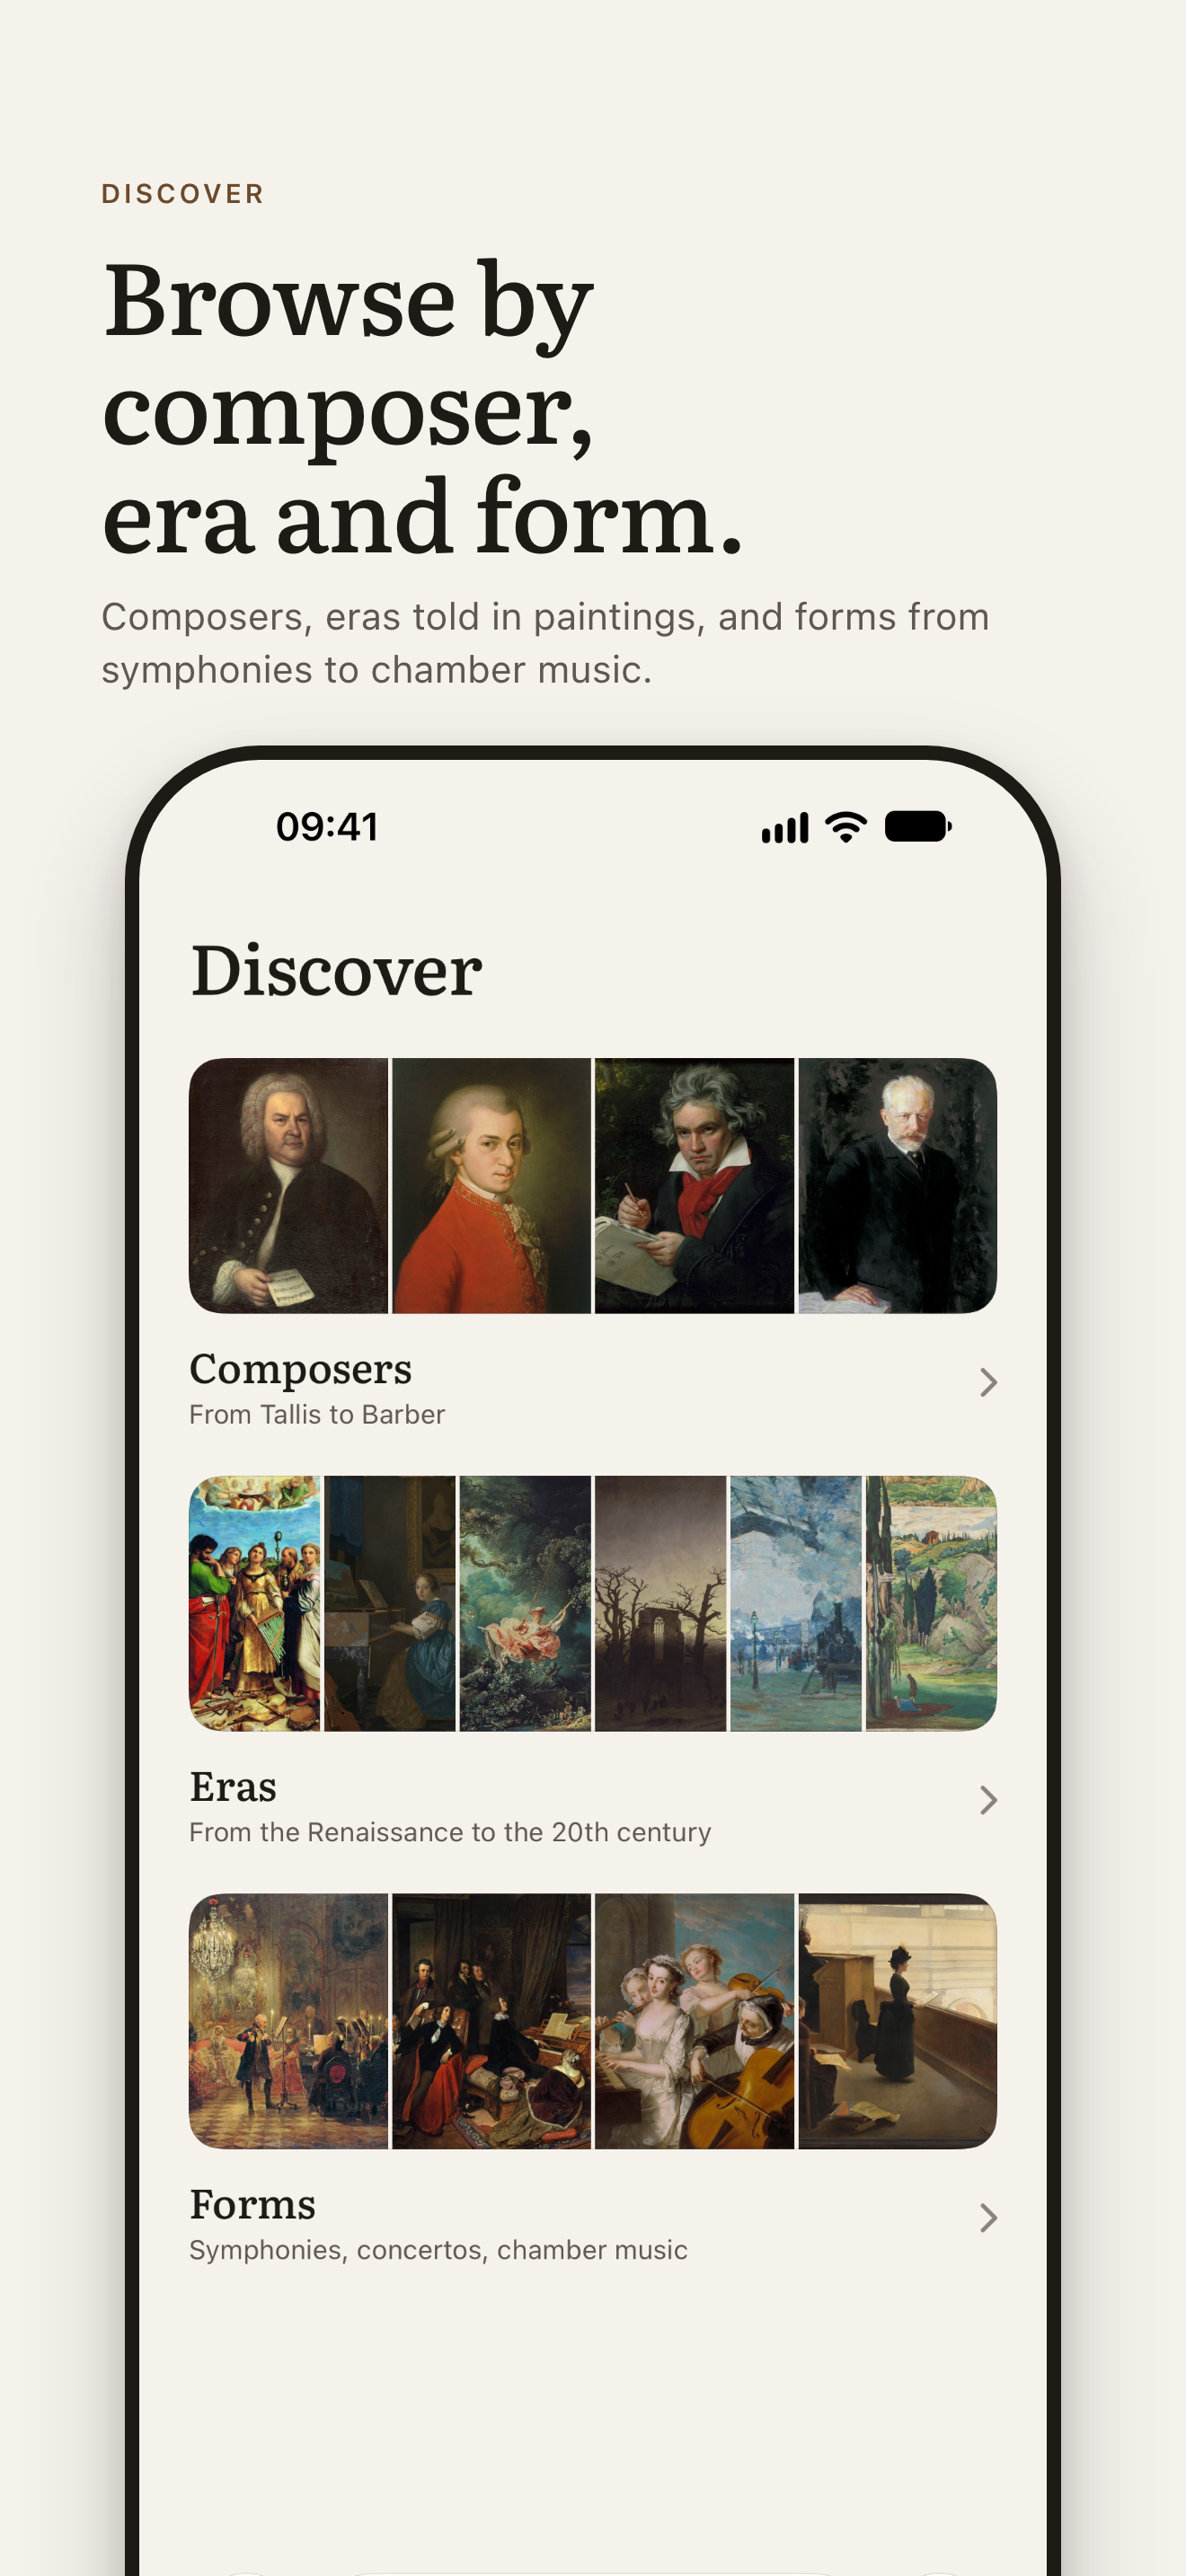 DISCOVER
Browse by
composer,
era and form.
Composers, eras told in paintings, and forms from
symphonies to chamber music.
09:41
Discover
Composers
From Tallis to Barber
Eras
From the Renaissance to the 20th century
Forms
Symphonies, concertos, chamber music